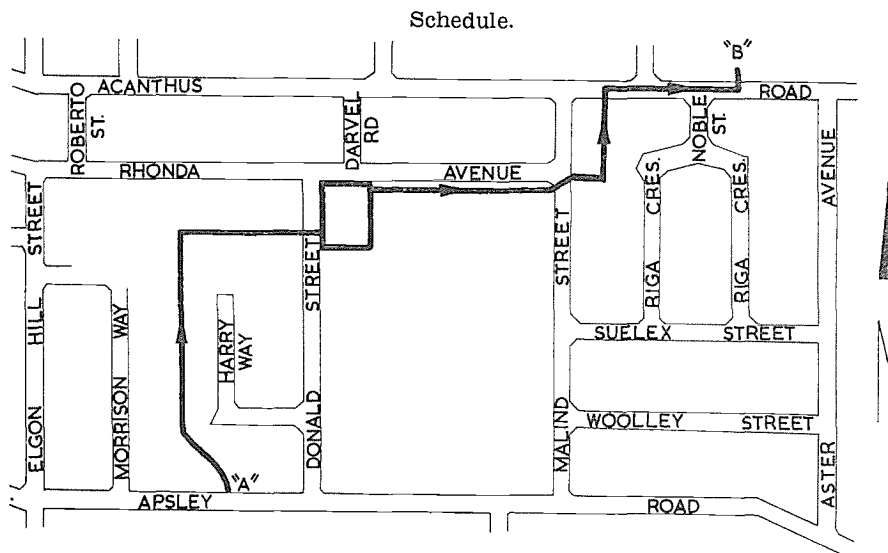 Schedule.
"B"
ACANTHUS ROAD
ROBERTO ST.
DARVEL RD
NOBLE ST.
RHONDA AVENUE
RIGA CRES.
RIGA CRES.
AVENUE
STREET
STREET
STREET
HILL
WAY
HARRY WAY
SUELEX STREET
ELGON
MORRISON
DONALD
MALIND
WOOLLEY STREET
ASTER
"A"
APSLEY ROAD